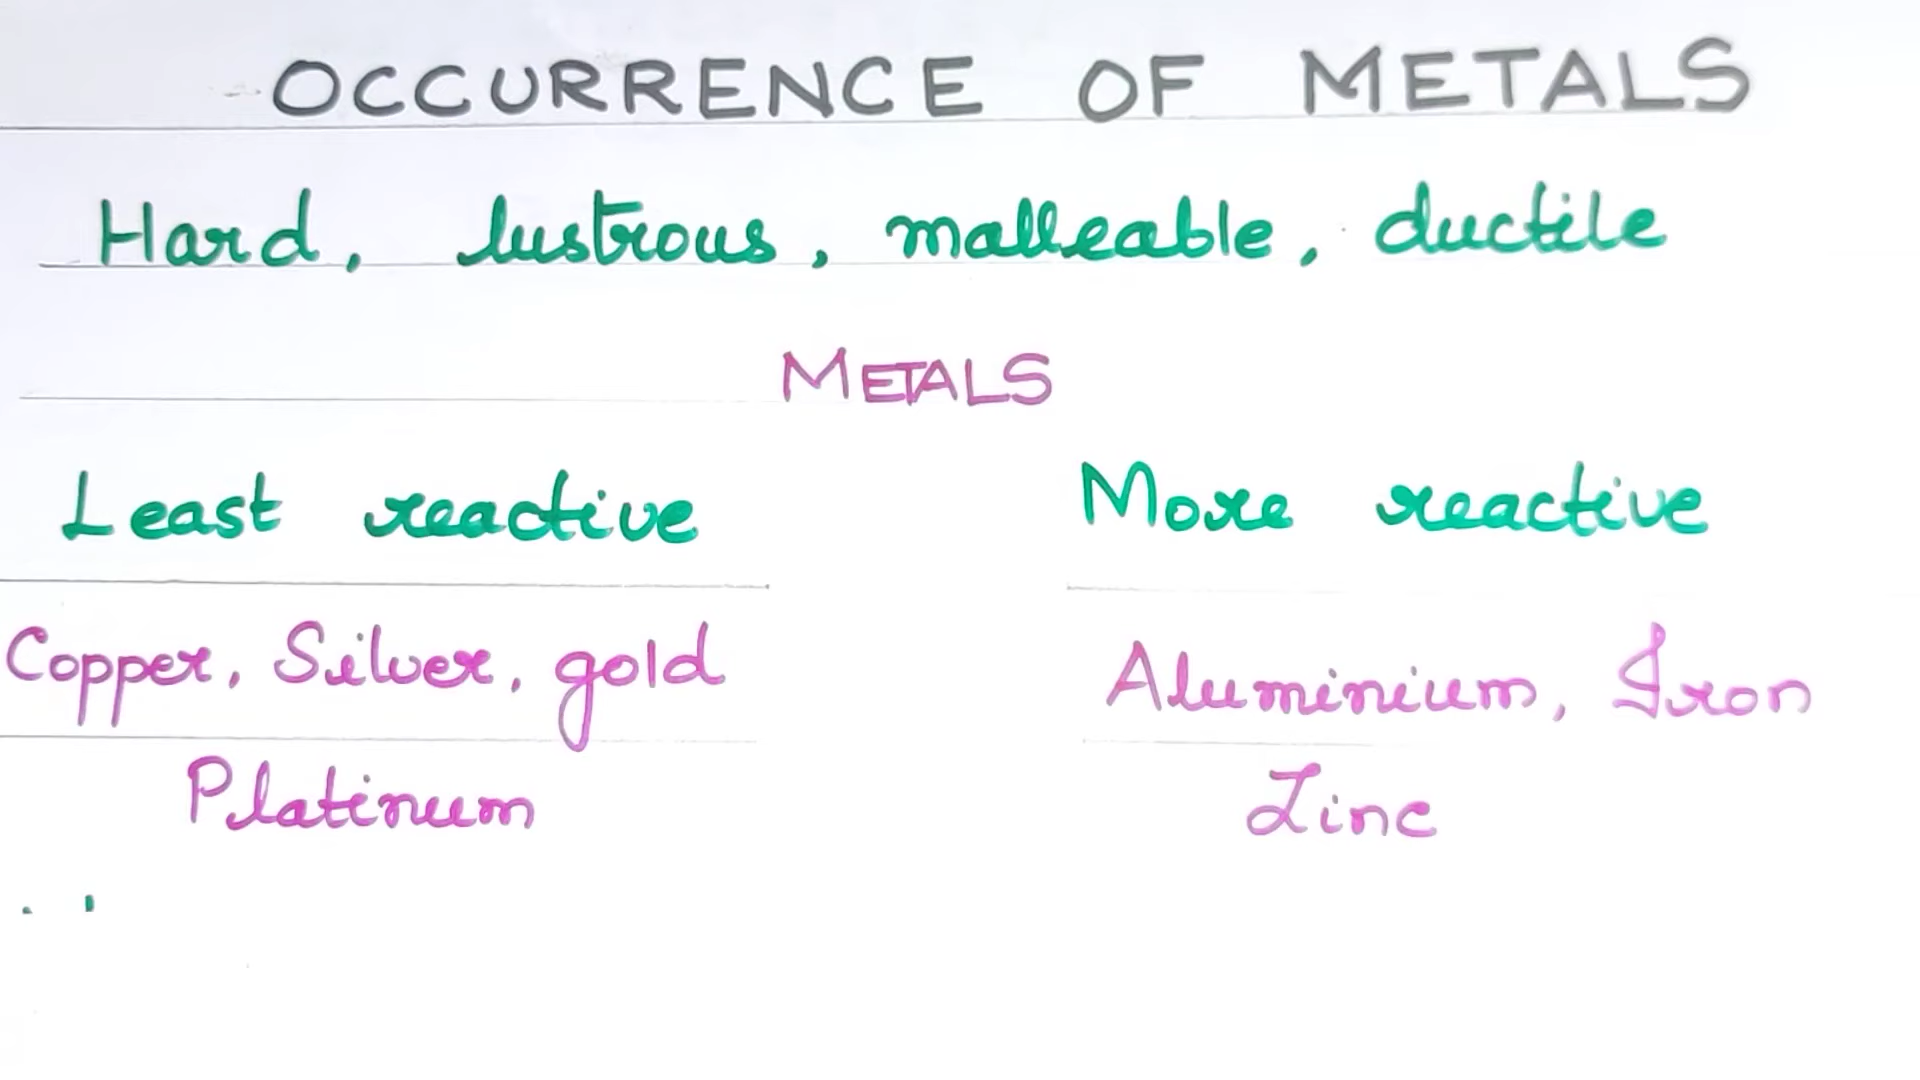 OCCURRENCE OF METALS
Hard, lustrous, malleable, ductile
METALS
Least reactive More reactive
Copper, Silver, gold Aluminium, Iron
Platinum Zinc